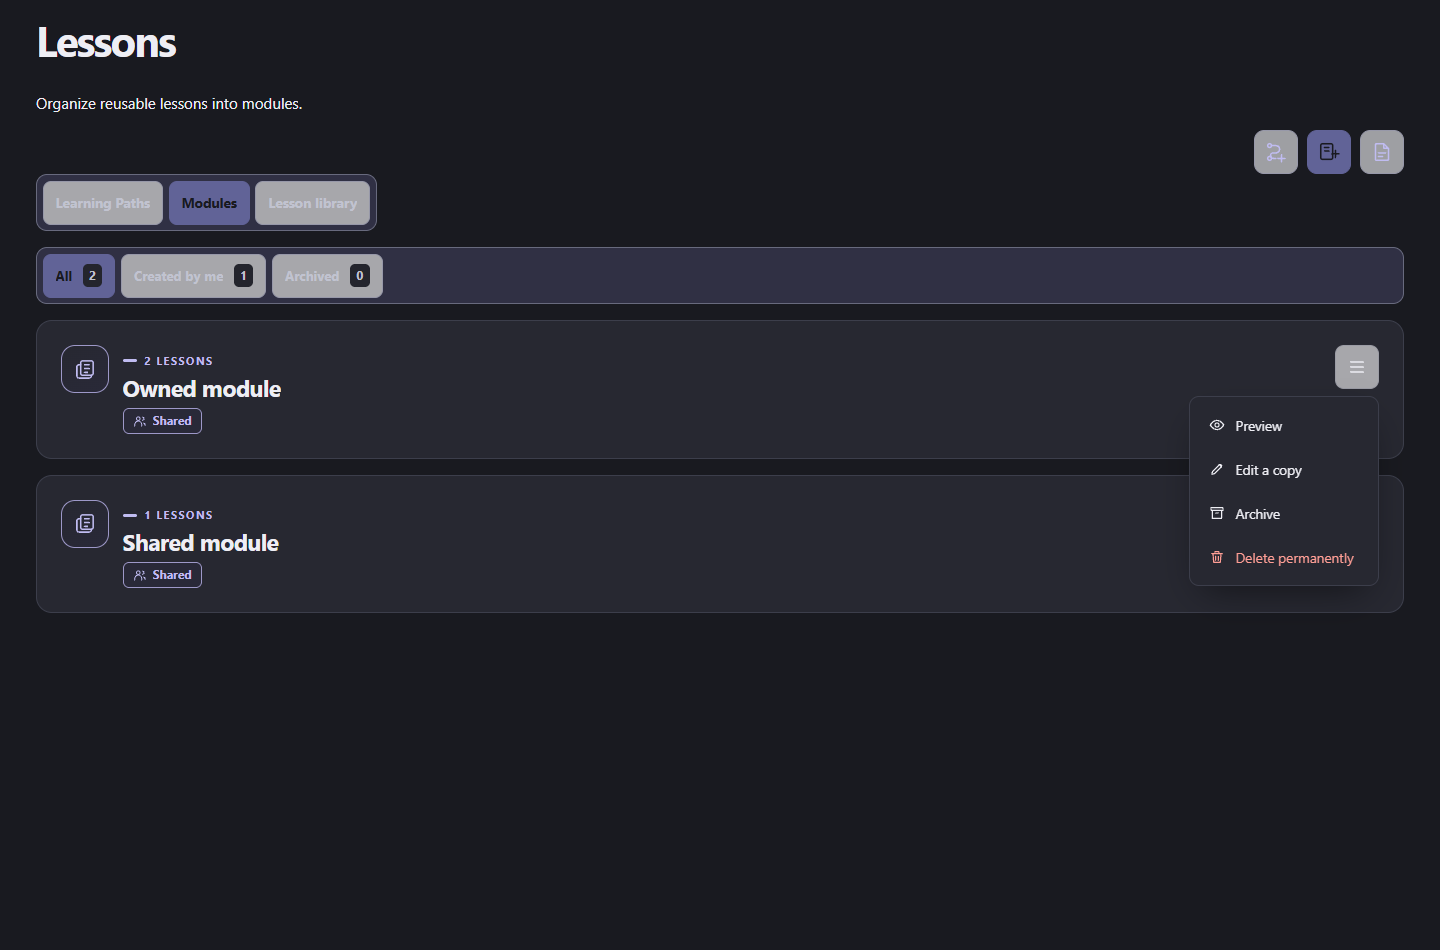 Lessons
Organize reusable lessons into modules.
Learning Paths
Modules
Lesson library
All 2
Created by me 1
Archived 0
2 LESSONS
Owned module
Shared
Preview
Edit a copy
Archive
Delete permanently
1 LESSONS
Shared module
Shared